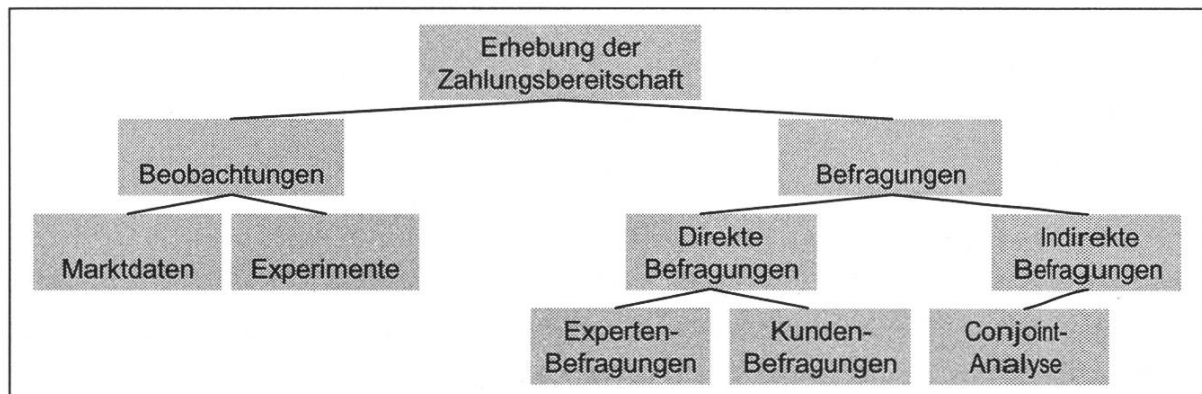 Erhebung der
Zahlungsbereitschaft
Beobachtungen
Befragungen
Marktdaten
Experimente
Direkte
Befragungen
Indirekte
Befragungen
Experten-
Befragungen
Kunden-
Befragungen
Conjoint-
Analyse